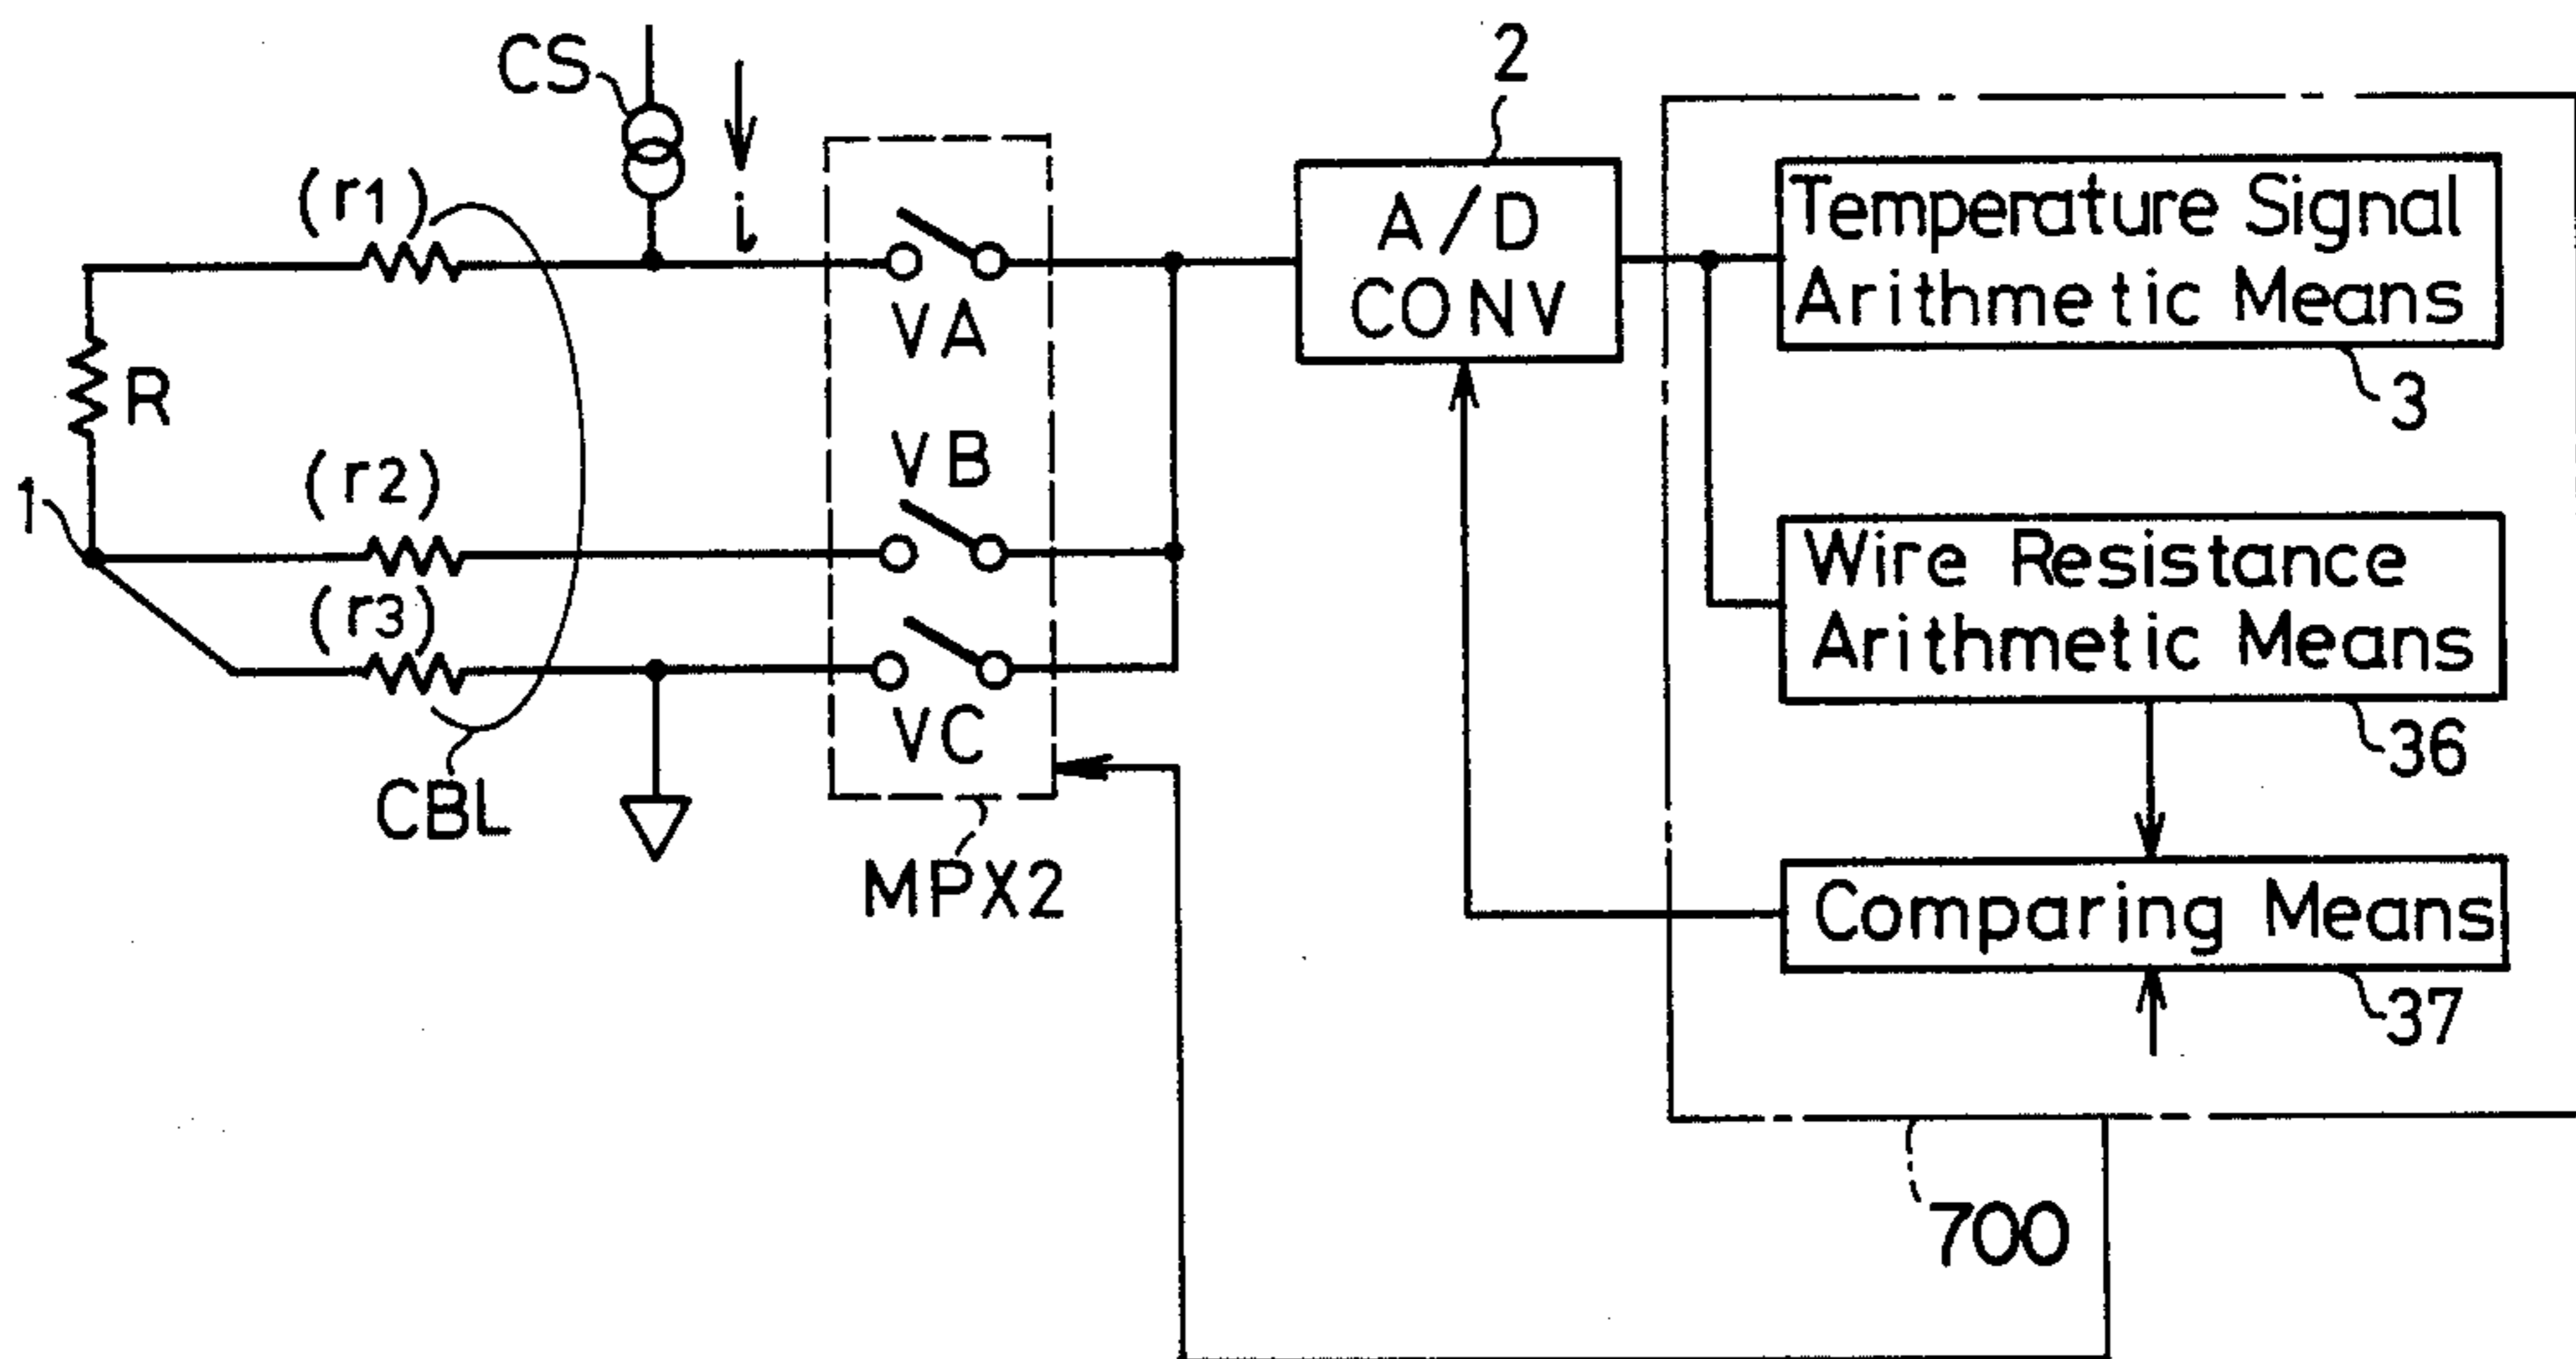 CS
i
2
(r1)
A/D
CONV
Temperature Signal
Arithmetic Means
3
VA
R
VB
(r2)
1
(r3)
Wire Resistance
Arithmetic Means
36
VC
CBL
MPX2
Comparing Means
37
700